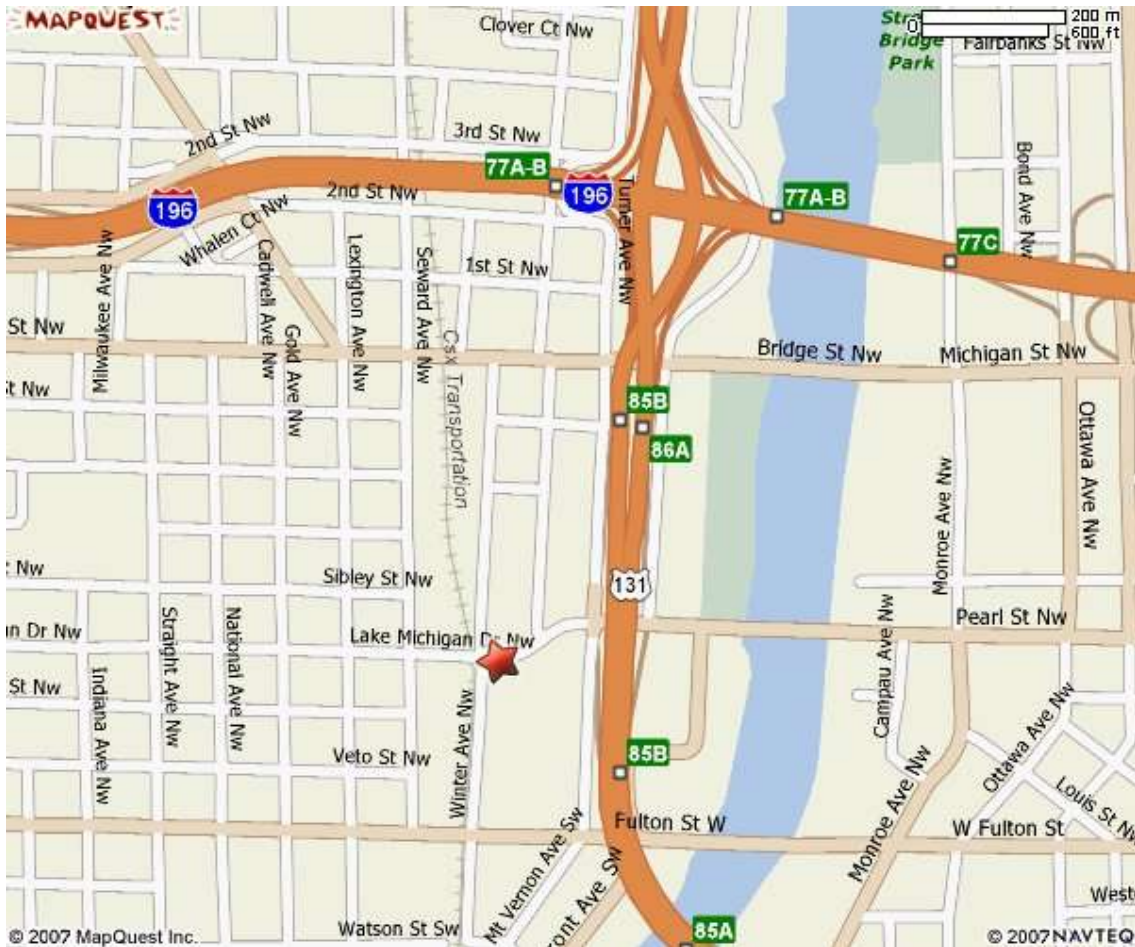 MAPQUEST
Clover Ct Nw
Bridge
Park
0
200 m
600 ft
Fairbanks St Nw
2nd St Nw
3rd St Nw
77A-B
196
2nd St Nw
196
Turner Ave Nw
77A-B
Bond Ave Nw
77C
Whalen Ct Nw
Milwaukee Ave Nw
Cadwell Ave Nw
Gold Ave Nw
Lexington Ave Nw
Seward Ave Nw
1st St Nw
Csx Transportation
St Nw
Bridge St Nw
Michigan St Nw
St Nw
85B
86A
Ottawa Ave Nw
Monroe Ave Nw
Nw
Sibley St Nw
131
Dr Nw
Lake Michigan Dr Nw
Pearl St Nw
St Nw
Indiana Ave Nw
Straight Ave Nw
National Ave Nw
Winter Ave Nw
Campau Ave Nw
Veto St Nw
85B
Ottawa Ave Nw
Monroe Ave Nw
Louis St Nw
Fulton St W
W Fulton St
Mt Vernon Ave Sw
ront Ave Sw
West
Watson St Sw
85A
© 2007 MapQuest Inc.
© 2007 NAVTEQ